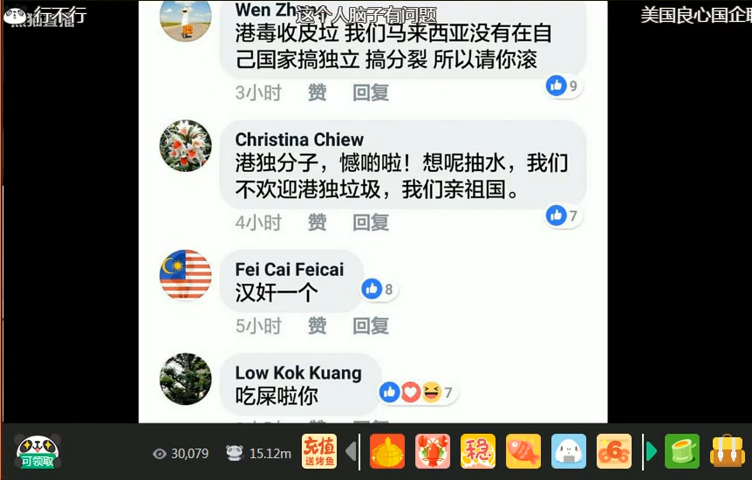 行不行
这个人脑子有问题
美国良心国企
Wen Zh
港毒收皮垃 我们马来西亚没有在自
己国家搞独立 搞分裂 所以请你滚
3小时 赞 回复
9
Christina Chiew
港独分子，憾啲啦！想呢抽水，我们
不欢迎港独垃圾，我们亲祖国。
4小时 赞 回复
7
Fei Cai Feicai
汉奸一个
8
5小时 赞 回复
Low Kok Kuang
吃屎啦你
7
可领取
30,079
15.12m
充值
送烤鱼
稳
666